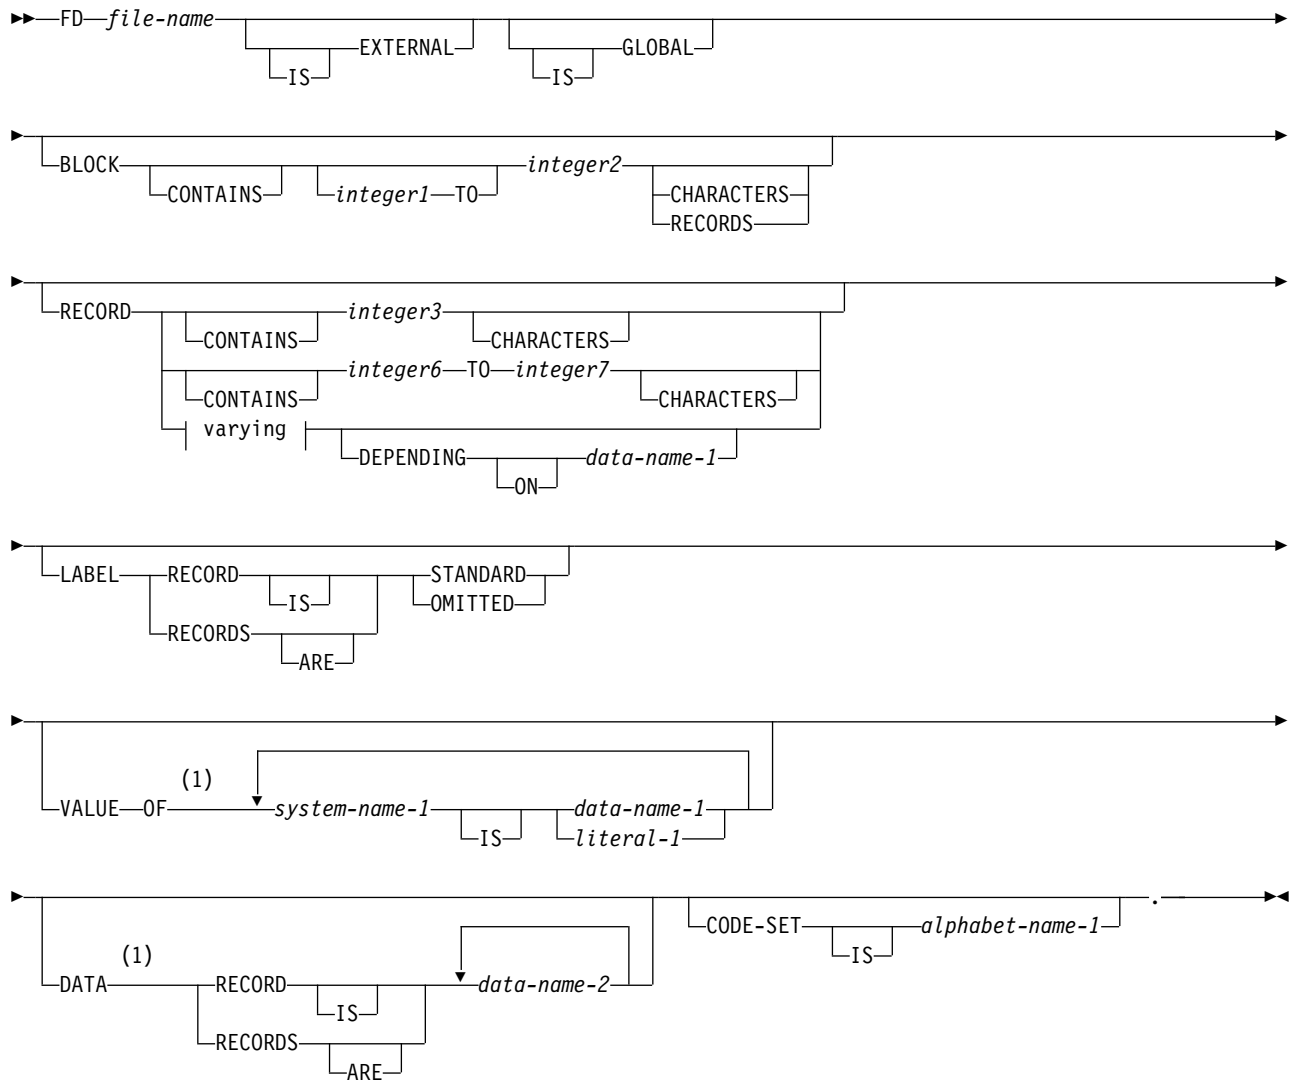 FD file-name
EXTERNAL GLOBAL
IS IS
BLOCK integer2
CONTAINS integer1 TO CHARACTERS
RECORDS
RECORD integer3
CONTAINS CHARACTERS
integer6 TO integer7
CONTAINS CHARACTERS
varying
DEPENDING data-name-1
ON
LABEL RECORD STANDARD
IS OMITTED
RECORDS
ARE
(1)
VALUE OF system-name-1 data-name-1
IS literal-1
.
CODE-SET alphabet-name-1
(1) IS
DATA RECORD data-name-2
IS
RECORDS
ARE